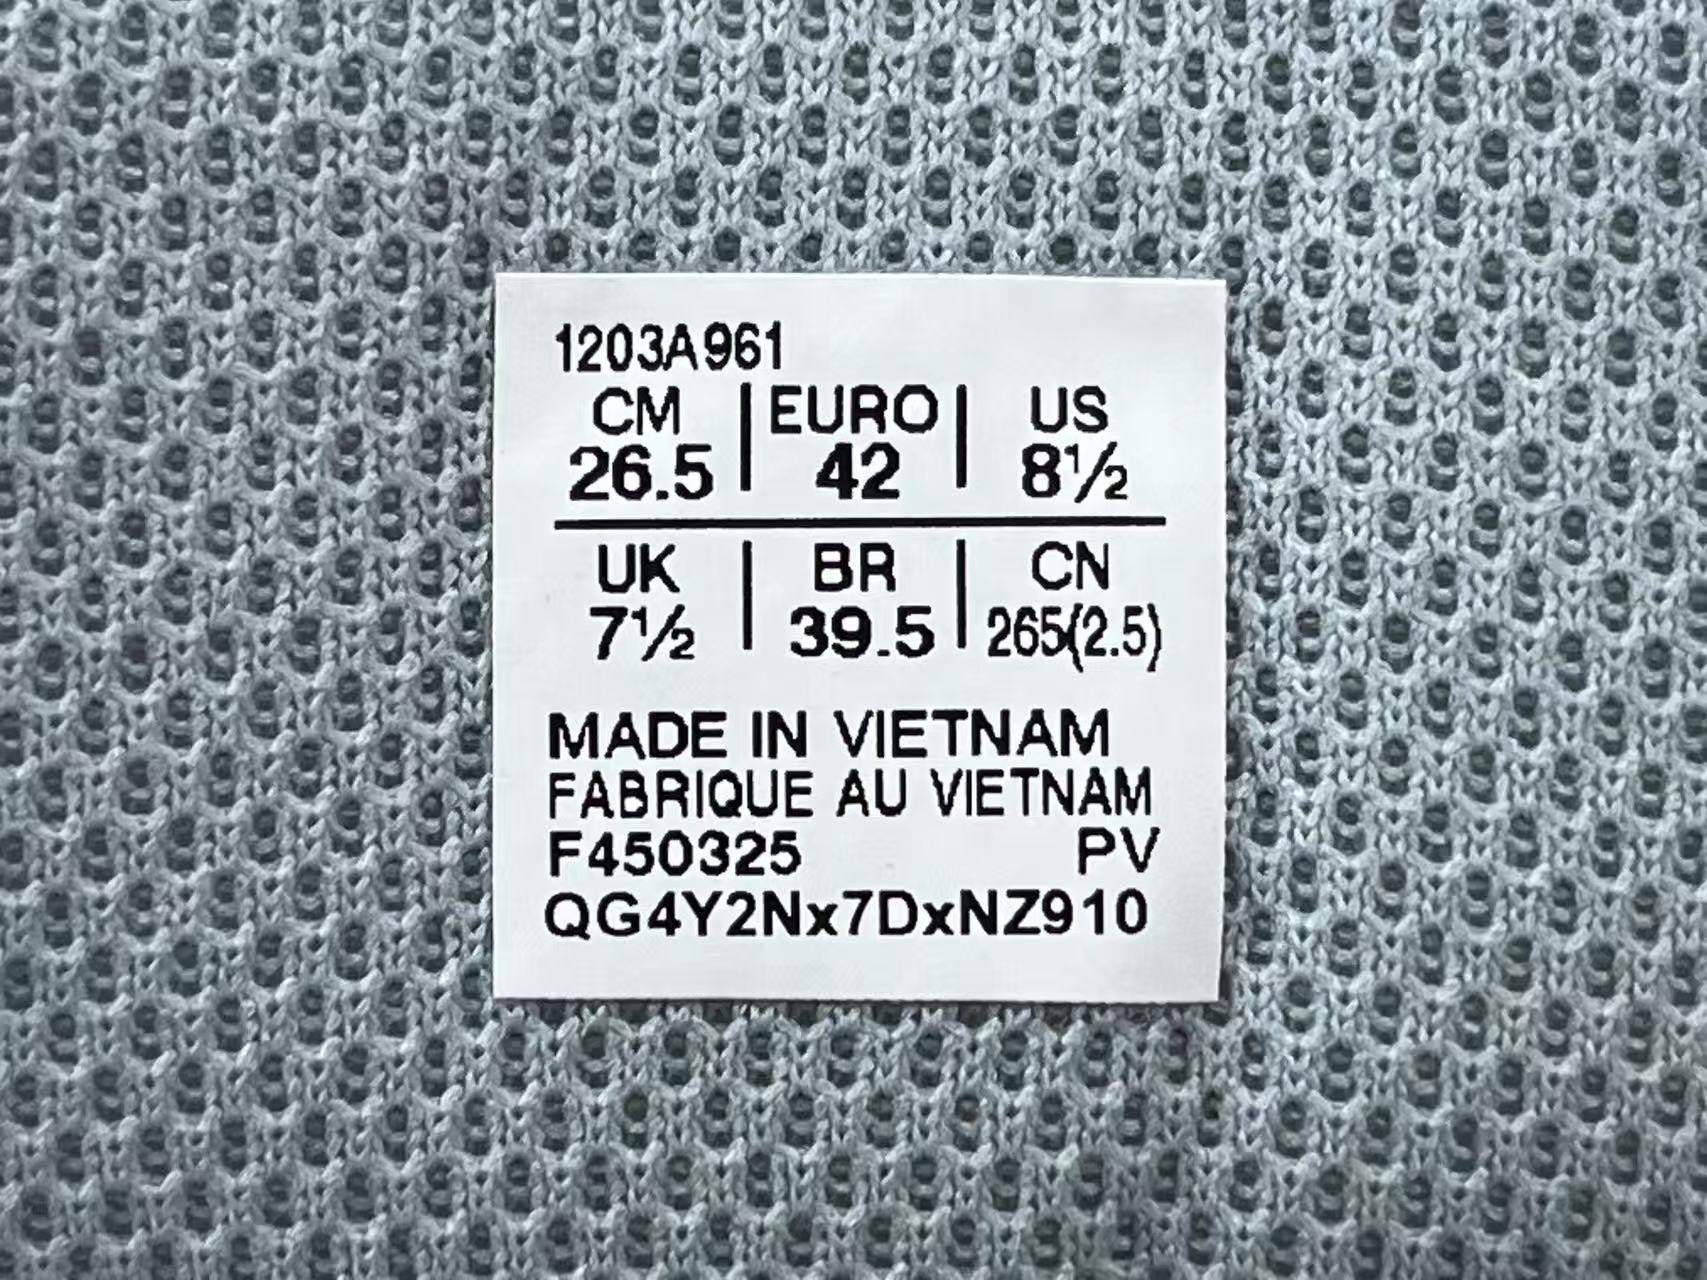 1203A961
CM | EURO | US
26.5 | 42 | 8½
UK | BR | CN
7½ | 39.5 | 265(2.5)
MADE IN VIETNAM
FABRIQUE AU VIETNAM
F450325 PV
QG4Y2Nx7DxNZ910